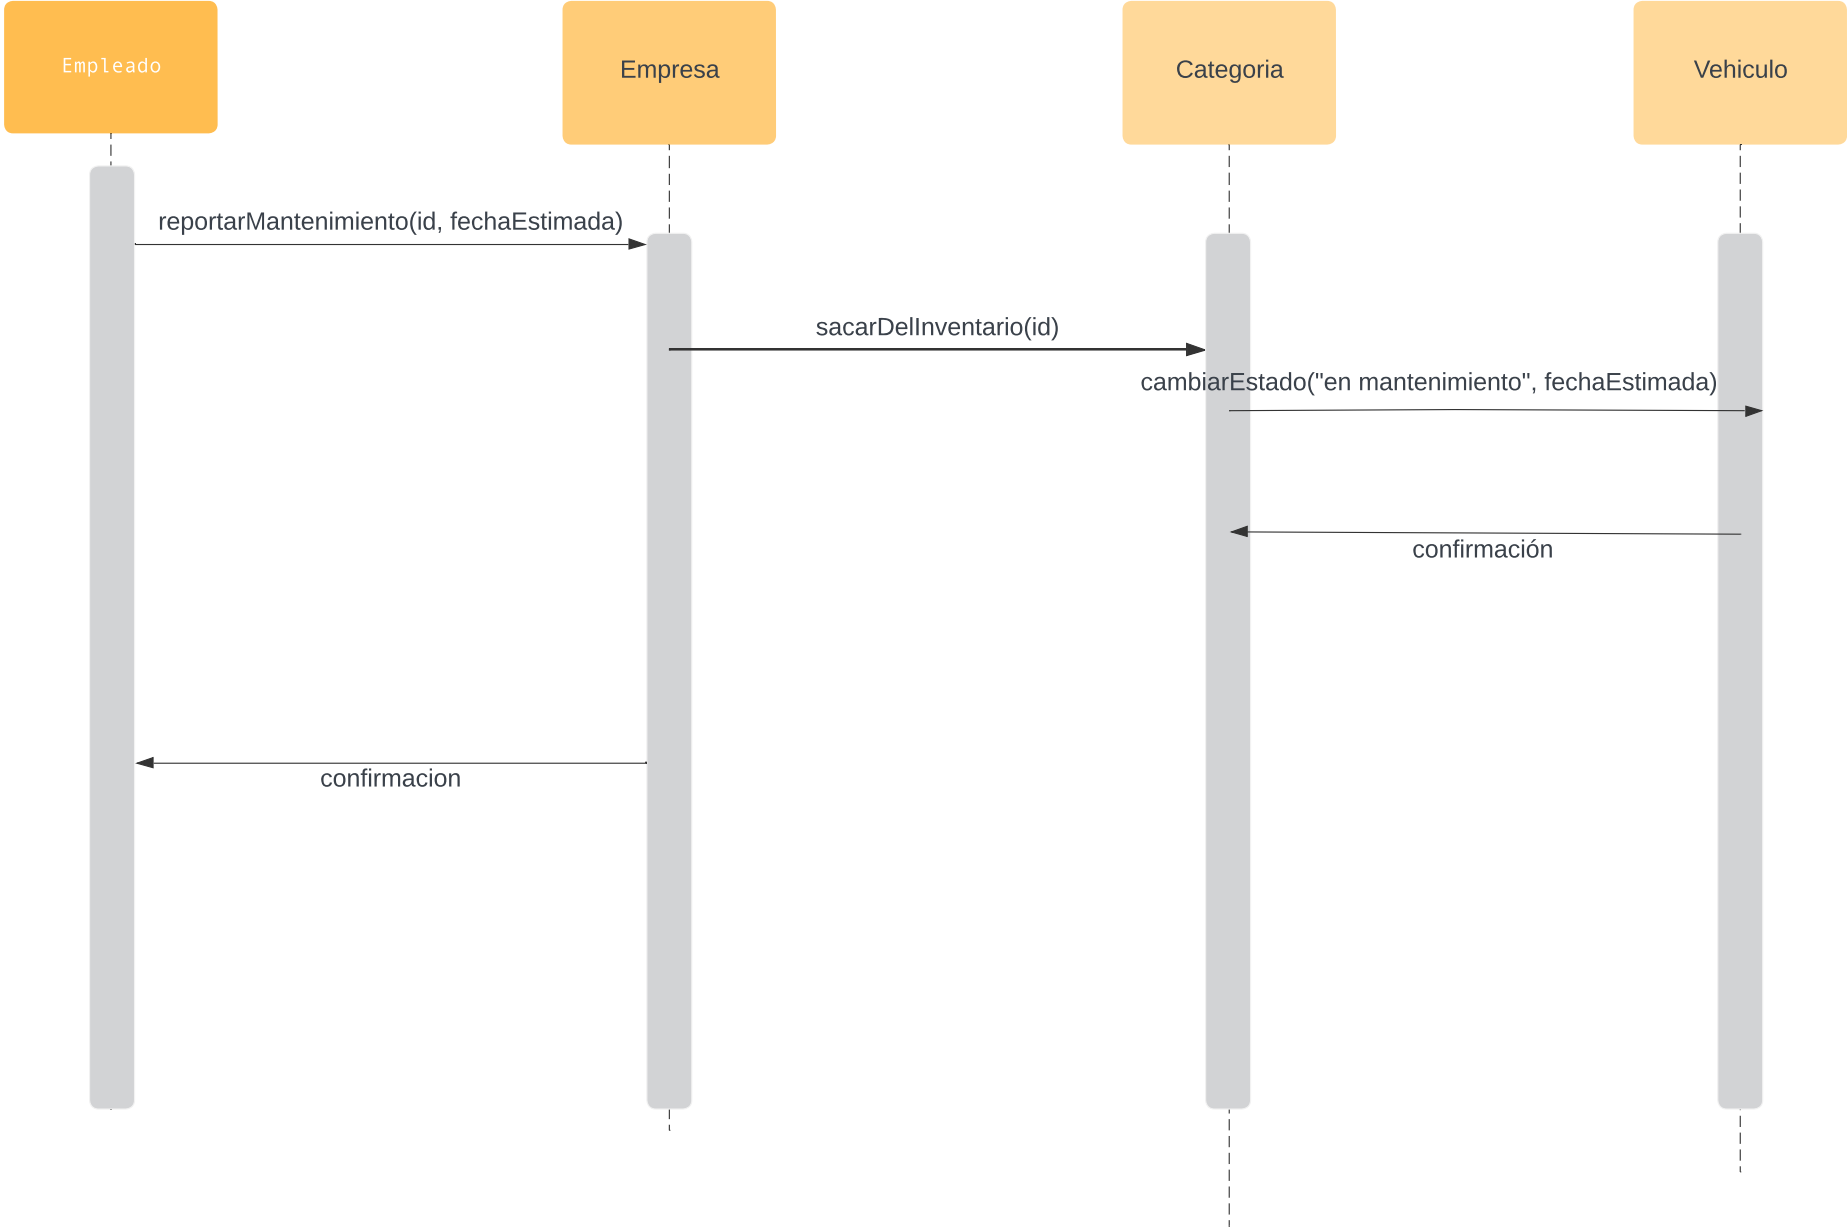 Empleado
Empresa
Categoria
Vehiculo
reportarMantenimiento(id, fechaEstimada)
sacarDelInventario(id)
cambiarEstado("en mantenimiento", fechaEstimada)
confirmación
confirmacion